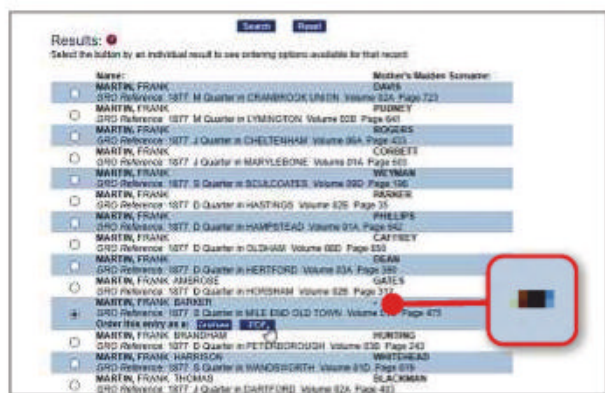 Search Reset
Results:
Select the button by an individual result to see ordering options available for that record
Name: Mother's Maiden Surname:
MARTIN, FRANK DAVIS
GRO Reference: 1877 M Quarter in CRANBROOK UNION Volume 02A Page 723
MARTIN, FRANK PUDNEY
GRO Reference: 1877 M Quarter in LYMINGTON Volume 02B Page 641
MARTIN, FRANK ROGERS
GRO Reference: 1877 J Quarter in CHELTENHAM Volume 06A Page
MARTIN, FRANK CORBETT
GRO Reference: 1877 J Quarter in MARYLEBONE Volume 01A Page
MARTIN, FRANK WEYMAN
GRO Reference: 1877 S Quarter in SCULCOATES Volume 09D Page
MARTIN, FRANK PARKER
GRO Reference: 1877 D Quarter in HASTINGS Volume 02B Page 35
MARTIN, FRANK PHILLIPS
GRO Reference: 1877 D Quarter in HAMPSTEAD Volume 01A Page
MARTIN, FRANK CAFFREY
GRO Reference: 1877 D Quarter in OLDHAM Volume 08D Page
MARTIN, FRANK DEAN
GRO Reference: 1877 D Quarter in HERTFORD Volume 03A Page
MARTIN, FRANK AMBROSE GATES
GRO Reference: 1877 D Quarter in HORSHAM Volume 02B Page 312
MARTIN, FRANK BARKER -
GRO Reference: 1877 S Quarter in MILE END OLD TOWN Volume Page 475
Order this entry as a: Certificate PDF
MARTIN, FRANK BRANDHAM HUNTING
GRO Reference: 1877 D Quarter in PETERBOROUGH Volume 03B Page 243
MARTIN, FRANK HARRISON WHITEHEAD
GRO Reference: 1877 S Quarter in WANDSWORTH Volume 01D Page
MARTIN, FRANK THOMAS BLACKMAN
GRO Reference: 1877 J Quarter in DARTFORD Volume 02A Page 403